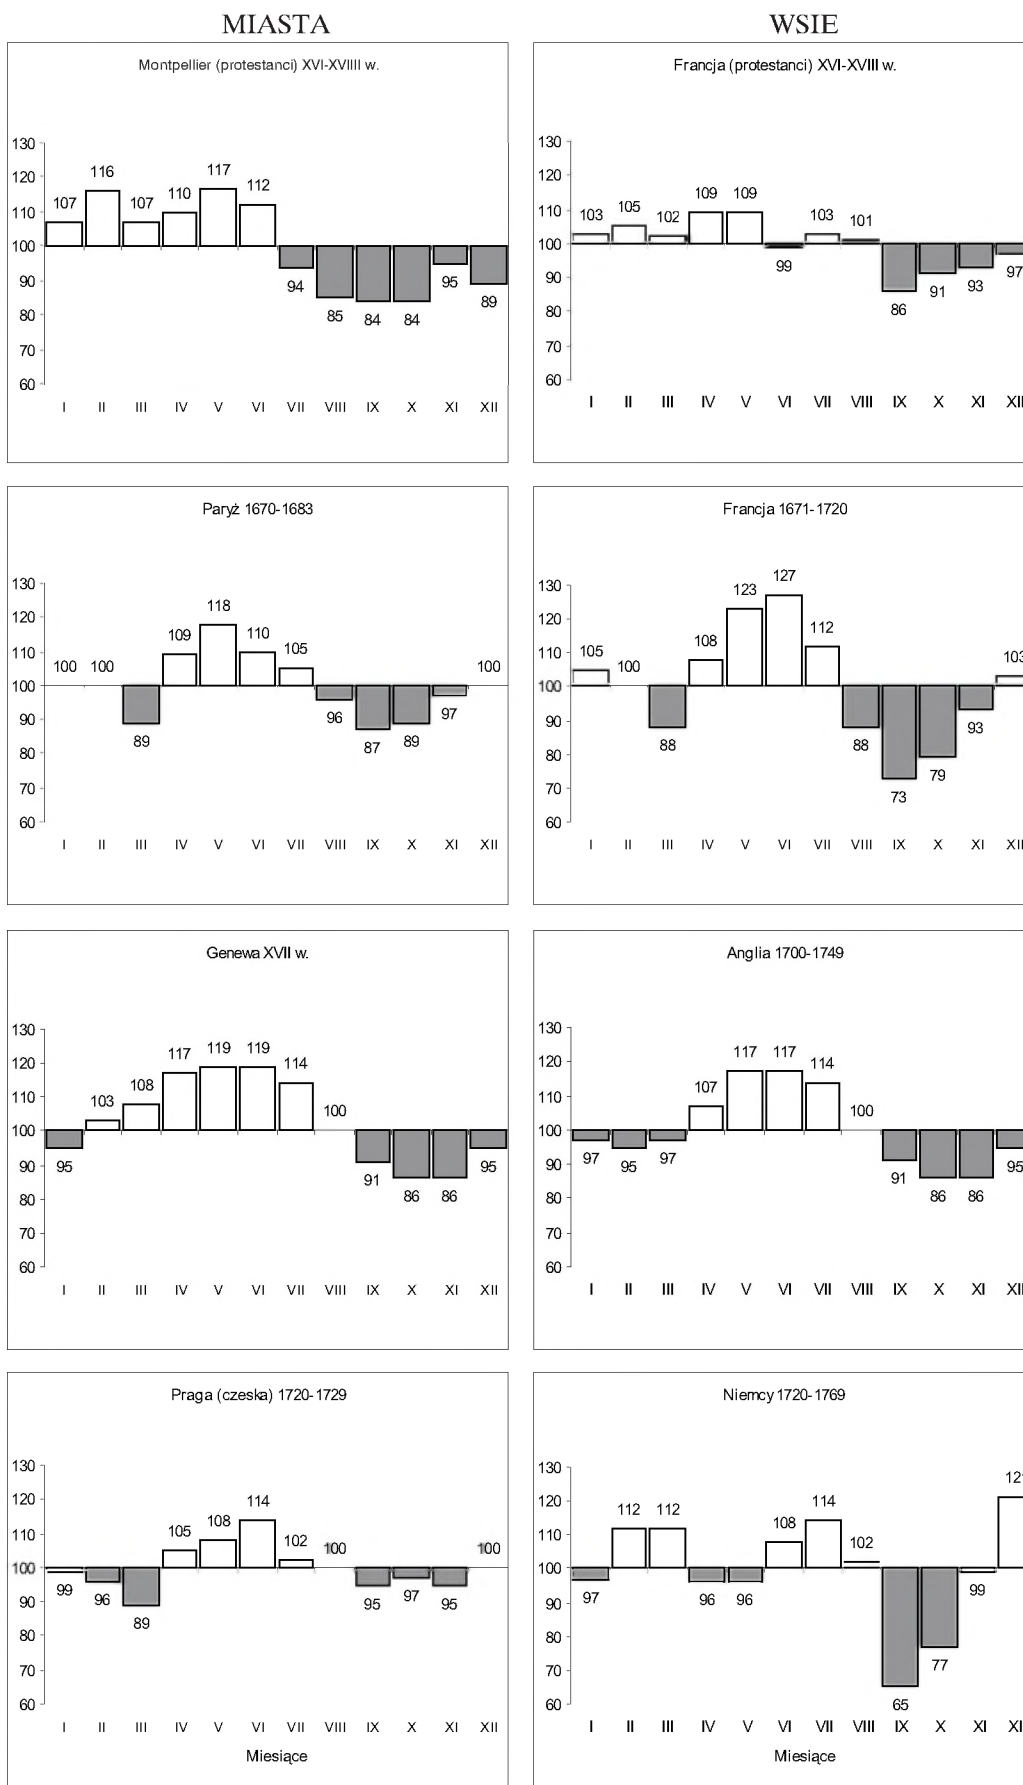 MIASTA
WSIE
Montpellier (protestanci) XVI-XVIIII w.
130
120
110
100
90
80
70
60
107 116 107 110 117 112 94 85 84 84 95 89
I II III IV V VI VII VIII IX X XI XII
Francja (protestanci) XVI-XVIII w.
130
120
110
100
90
80
70
60
103 105 102 109 109 99 103 101 86 91 93 97
I II III IV V VI VII VIII IX X XI XII
Paryż 1670-1683
130
120
110
100
90
80
70
60
100 100 89 109 118 110 105 96 87 89 97 100
I II III IV V VI VII VIII IX X XI XII
Francja 1671-1720
130
120
110
100
90
80
70
60
105 100 88 108 123 127 112 88 73 79 93 103
I II III IV V VI VII VIII IX X XI XII
Genewa XVII w.
130
120
110
100
90
80
70
60
95 103 108 117 119 119 114 100 91 86 86 95
I II III IV V VI VII VIII IX X XI XII
Anglia 1700-1749
130
120
110
100
90
80
70
60
97 95 97 107 117 117 114 100 91 86 86 95
I II III IV V VI VII VIII IX X XI XII
Praga (czeska) 1720-1729
130
120
110
100
90
80
70
60
99 96 89 105 108 114 102 100 95 97 95 100
I II III IV V VI VII VIII IX X XI XII
Miesiące
Niemcy 1720-1769
130
120
110
100
90
80
70
60
97 112 112 96 96 108 114 102 65 77 99
I II III IV V VI VII VIII IX X XI
Miesiące